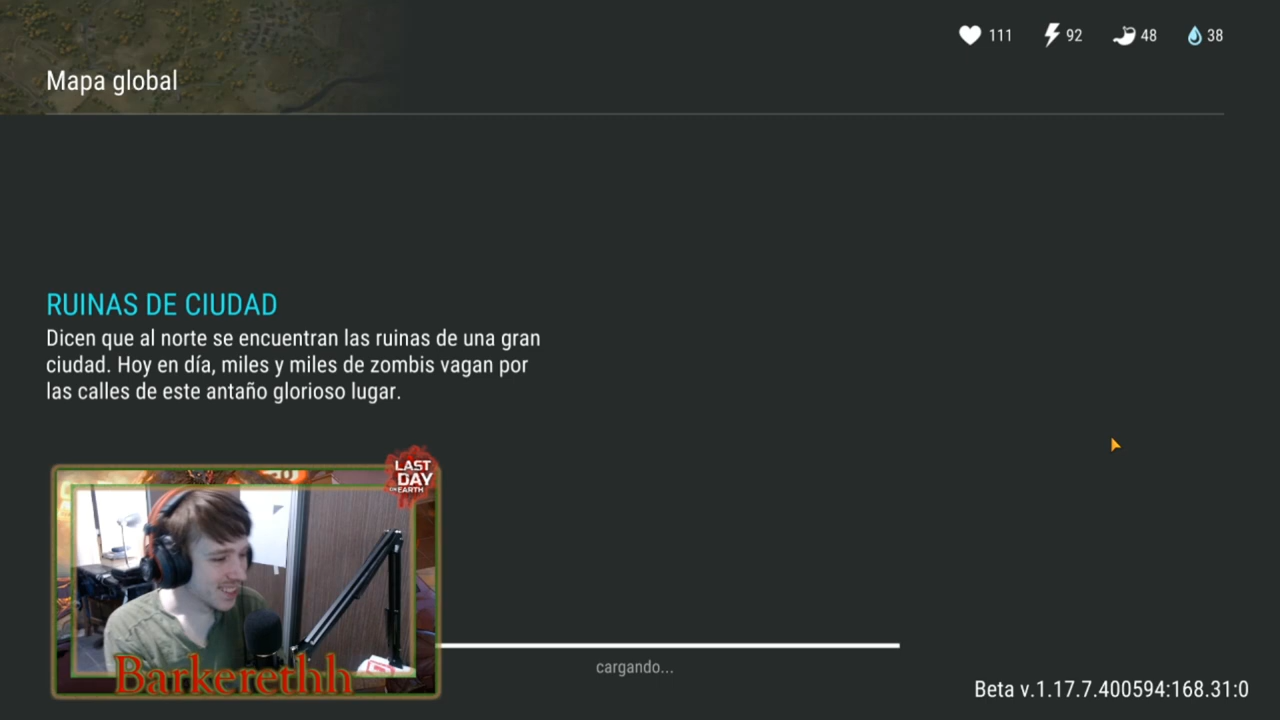 111 92 48 38
Mapa global
RUINAS DE CIUDAD
Dicen que al norte se encuentran las ruinas de una gran
ciudad. Hoy en día, miles y miles de zombis vagan por
las calles de este antaño glorioso lugar.
LAST
DAY
ON EARTH
Barkerethh
cargando...
Beta v.1.17.7.400594:168.31:0